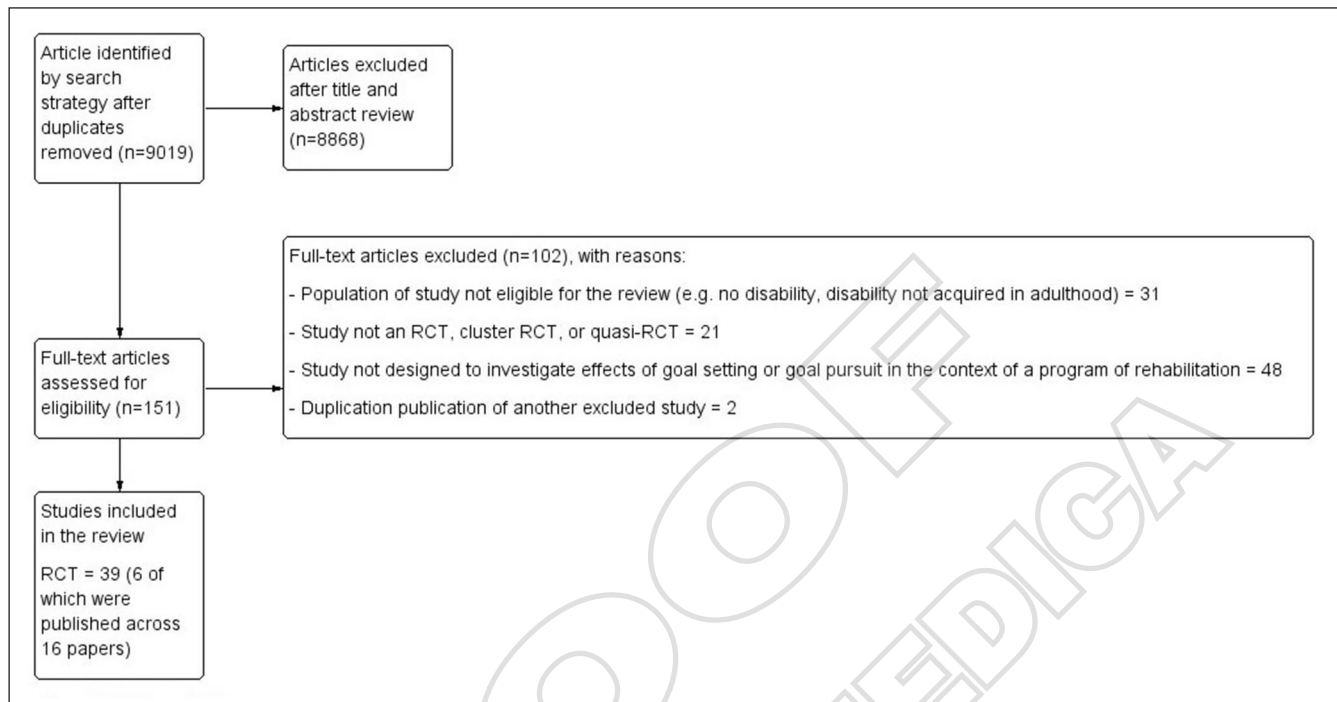 Article identified
by search
strategy after
duplicates
removed (n=9019)
Articles excluded
after title and
abstract review
(n=8868)
Full-text articles excluded (n=102), with reasons:
- Population of study not eligible for the review (e.g. no disability, disability not acquired in adulthood) = 31
- Study not an RCT, cluster RCT, or quasi-RCT = 21
- Study not designed to investigate effects of goal setting or goal pursuit in the context of a program of rehabilitation = 48
- Duplication publication of another excluded study = 2
Full-text articles
assessed for
eligibility (n=151)
Studies included
in the review
RCT = 39 (6 of
which were
published across
16 papers)
OOF
EDICA